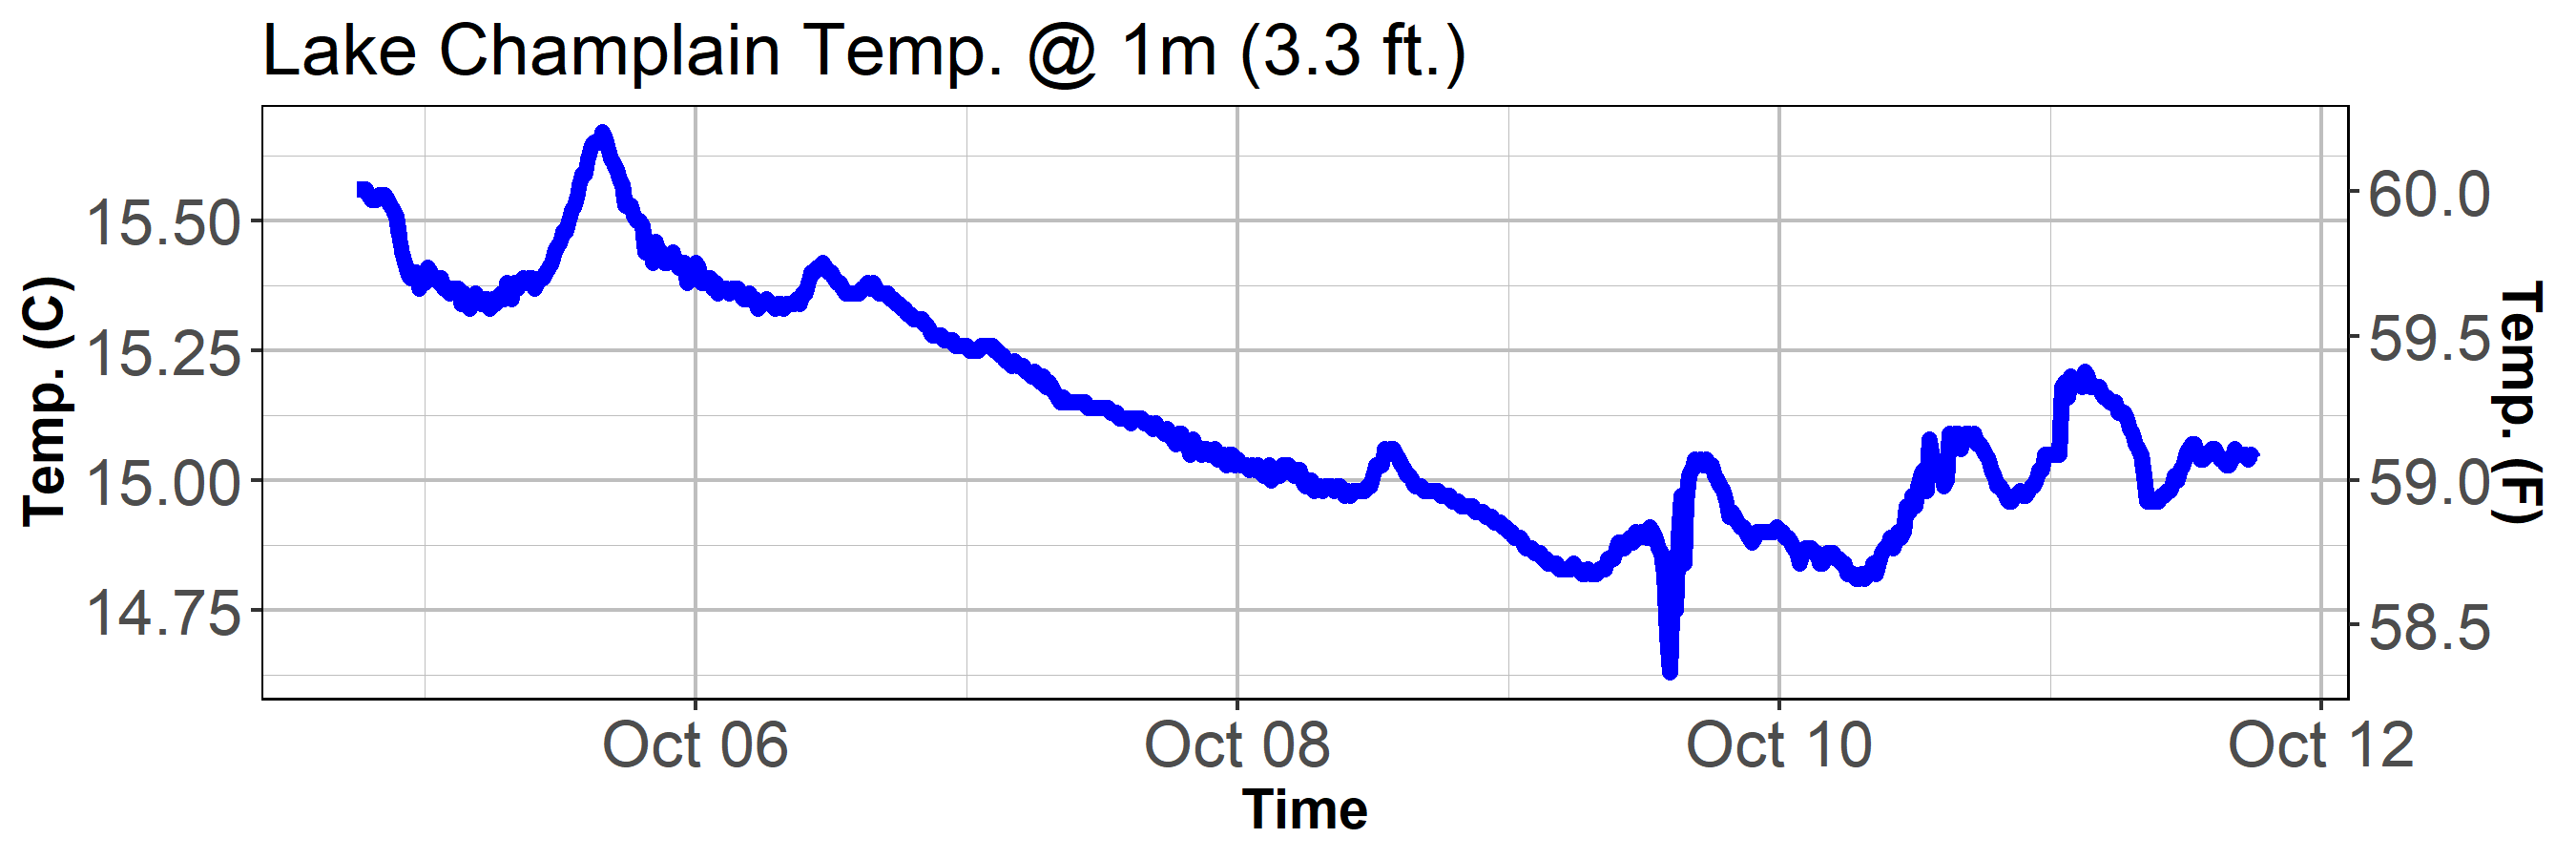 Lake Champlain Temp. @ 1m (3.3 ft.)
Temp. (C)
15.50
15.25
15.00
14.75
60.0
59.5
59.0
58.5
Temp. (F)
Oct 06 Oct 08 Oct 10 Oct 12
Time